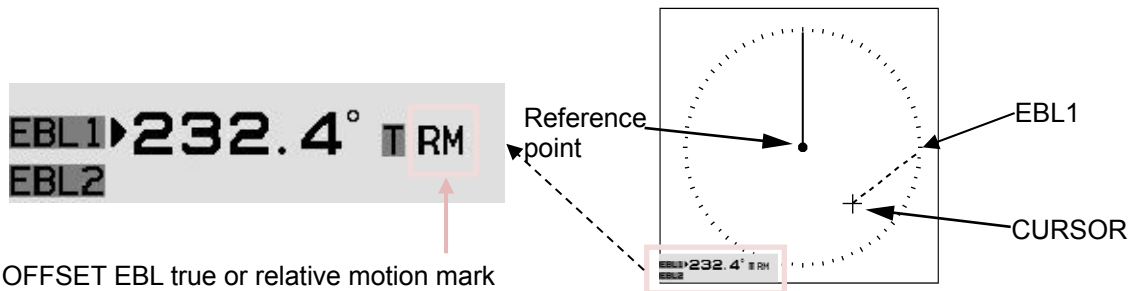 EBL1▶232.4° T RM
EBL2
OFFSET EBL true or relative motion mark
Reference
point
EBL1
CURSOR
EBL1▶232.4° T RM
EBL2